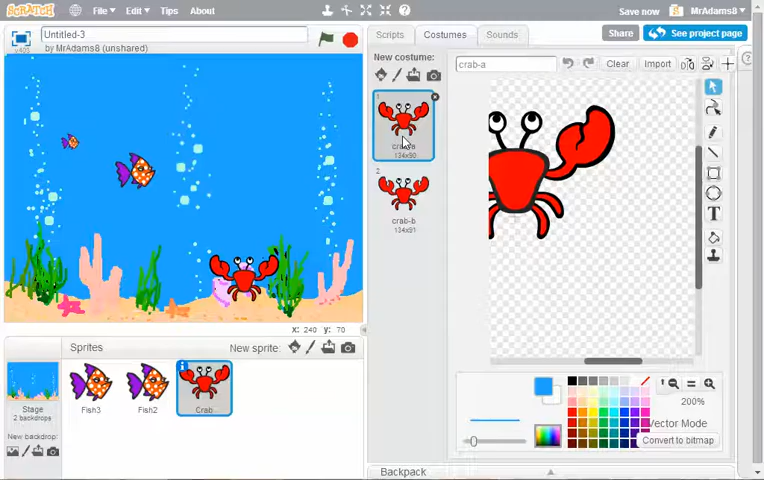 SCRATCH File Edit Tips About Save now MrAdams8
Untitled-3
by MrAdams8 (unshared)
Scripts Costumes Sounds Share See project page
New costume:
crab-a Clear Import
1
134x90
2
crab-b
134x91
x: 240 y: 70
Sprites New sprite:
Stage
2 backdrops
Fish3 Fish2 Crab
New backdrop:
200%
Vector Mode
Convert to bitmap
Backpack